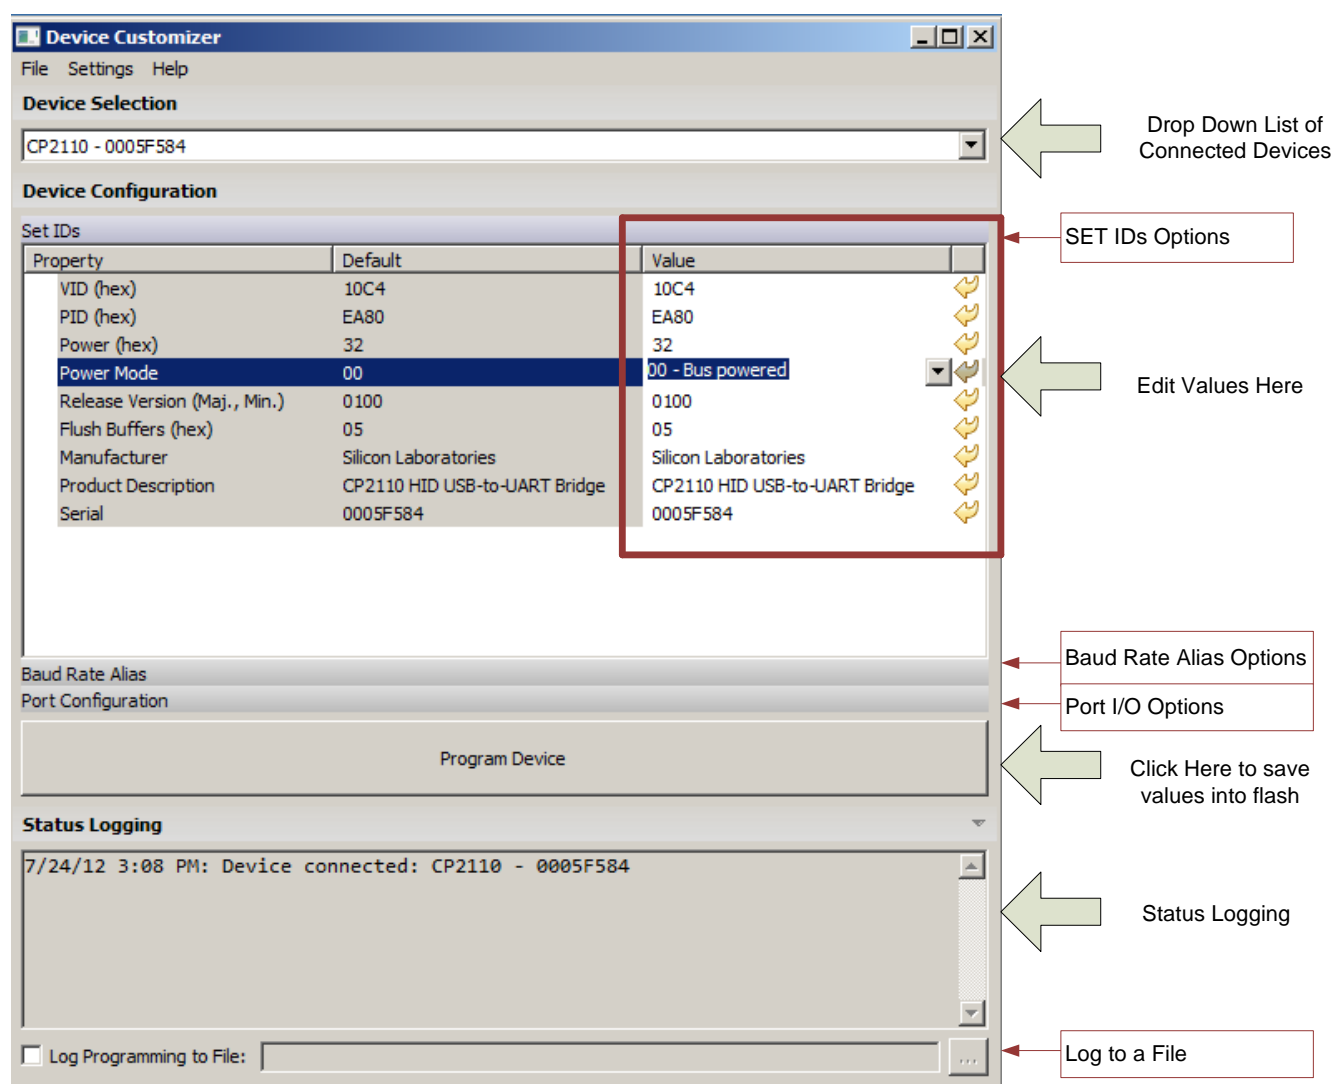 Device Customizer
File Settings Help
Device Selection
CP2110 - 0005F584
Drop Down List of
Connected Devices
Device Configuration
Set IDs
SET IDs Options
Property Default Value
VID (hex) 10C4 10C4
PID (hex) EA80 EA80
Power (hex) 32 32
Power Mode 00 00 - Bus powered
Edit Values Here
Release Version (Maj., Min.) 0100 0100
Flush Buffers (hex) 05 05
Manufacturer Silicon Laboratories Silicon Laboratories
Product Description CP2110 HID USB-to-UART Bridge CP2110 HID USB-to-UART Bridge
Serial 0005F584 0005F584
Baud Rate Alias
Baud Rate Alias Options
Port Configuration
Port I/O Options
Program Device
Click Here to save
values into flash
Status Logging
7/24/12 3:08 PM: Device connected: CP2110 - 0005F584
Status Logging
Log Programming to File: ...
Log to a File